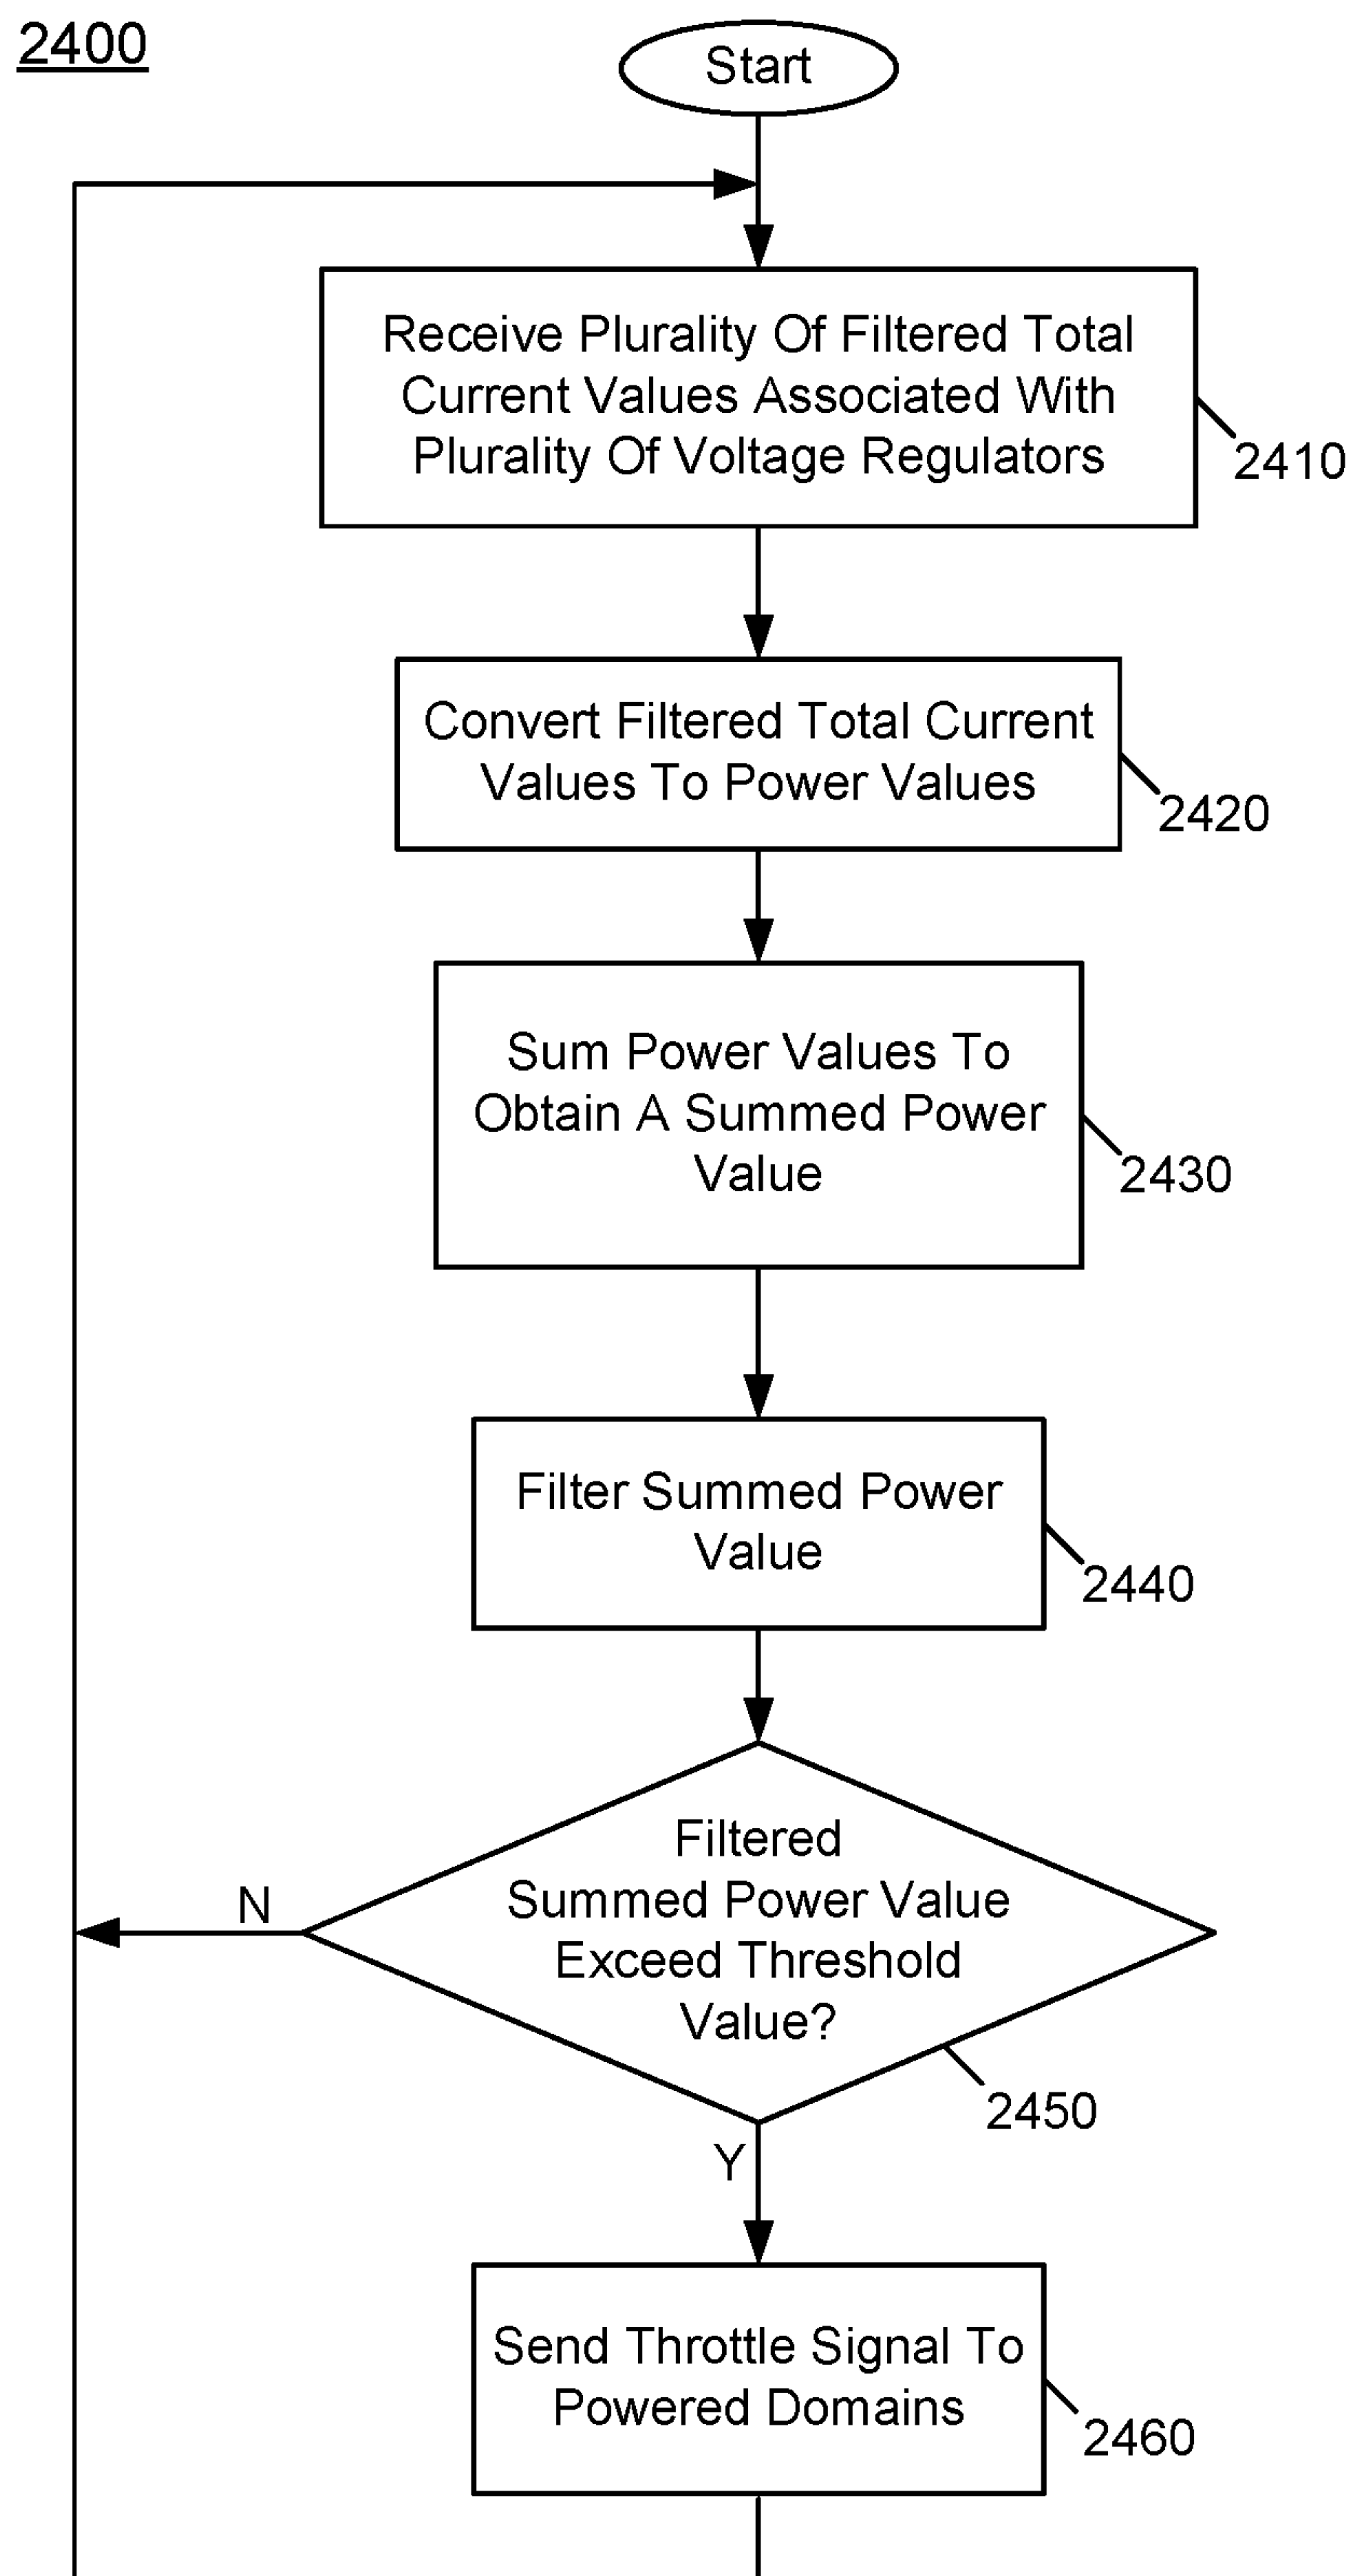 2400
Start
Receive Plurality Of Filtered Total
Current Values Associated With
Plurality Of Voltage Regulators
2410
Convert Filtered Total Current
Values To Power Values
2420
Sum Power Values To
Obtain A Summed Power
Value
2430
Filter Summed Power
Value
2440
Filtered
Summed Power Value
Exceed Threshold
Value?
N
2450
Y
Send Throttle Signal To
Powered Domains
2460